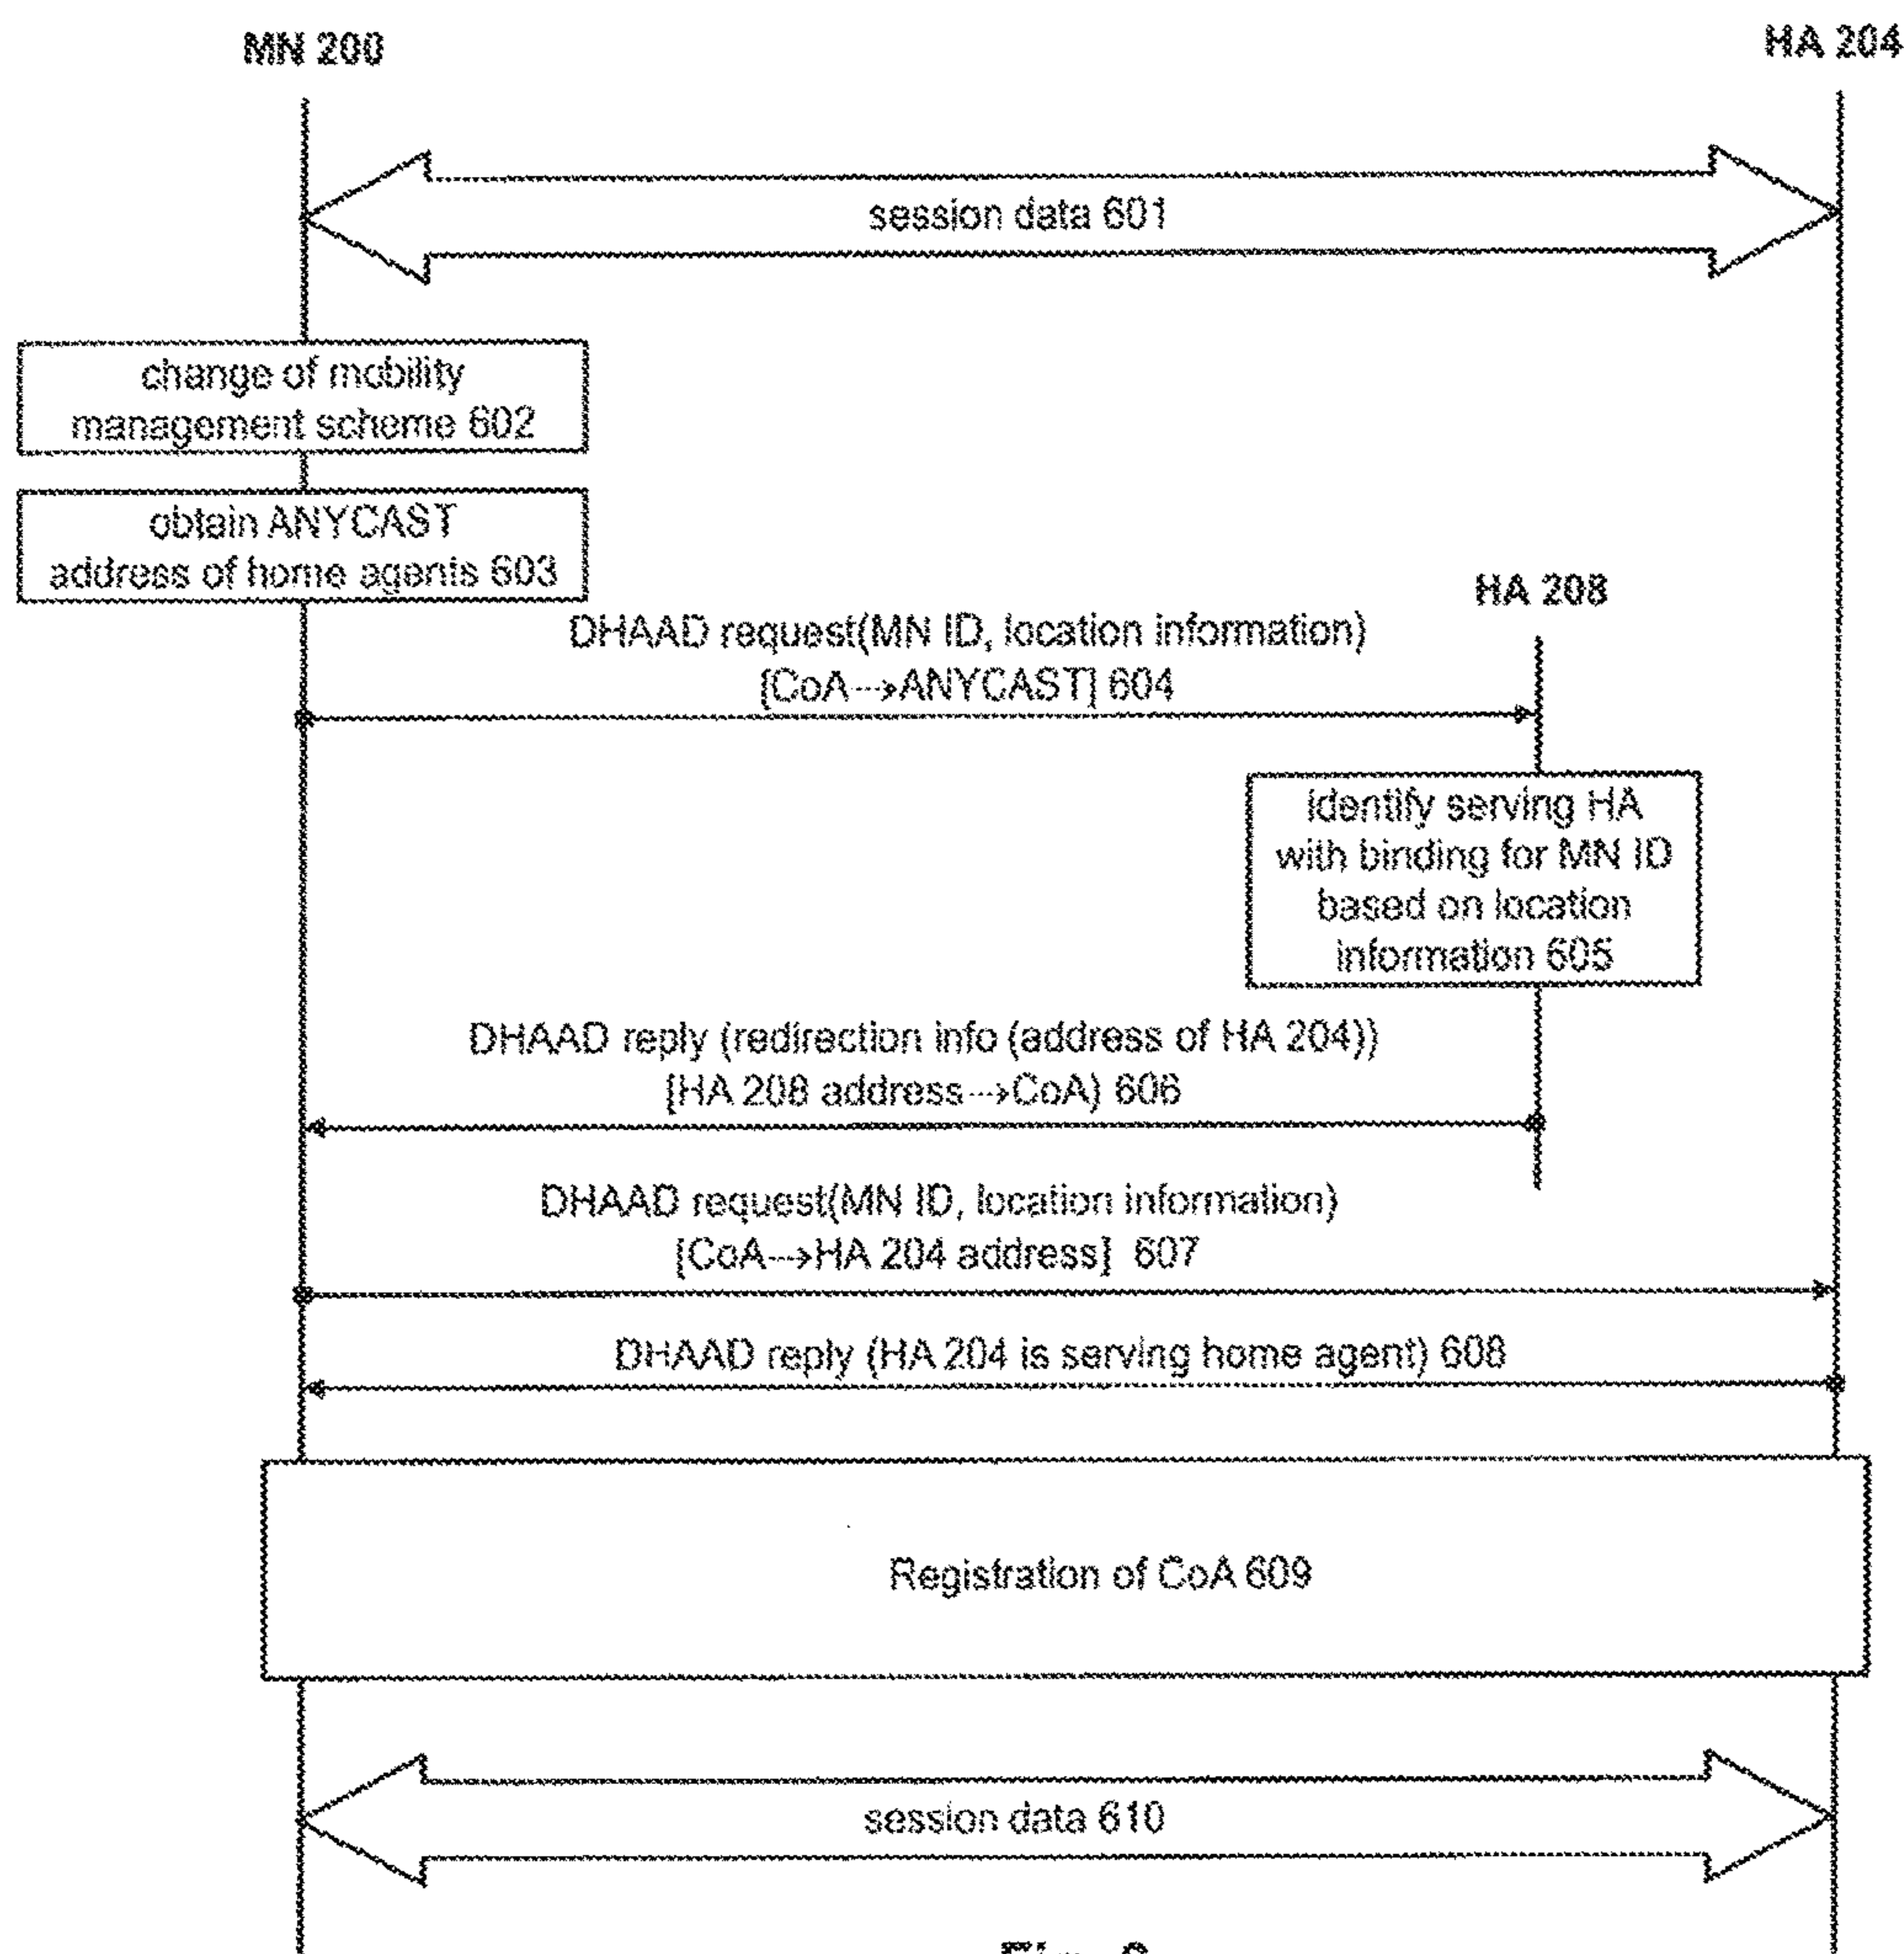 MN 200
HA 204
session data 601
change of mobility
management scheme 602
obtain ANYCAST
address of home agents 603
HA 208
DHAAD request(MN ID, location information)
[CoA--->ANYCAST] 604
identify serving HA
with binding for MN ID
based on location
information 605
DHAAD reply (redirection info (address of HA 204))
[HA 208 address--->CoA) 606
DHAAD request(MN ID, location information)
[CoA--->HA 204 address] 607
DHAAD reply (HA 204 is serving home agent) 608
Registration of CoA 609
session data 610